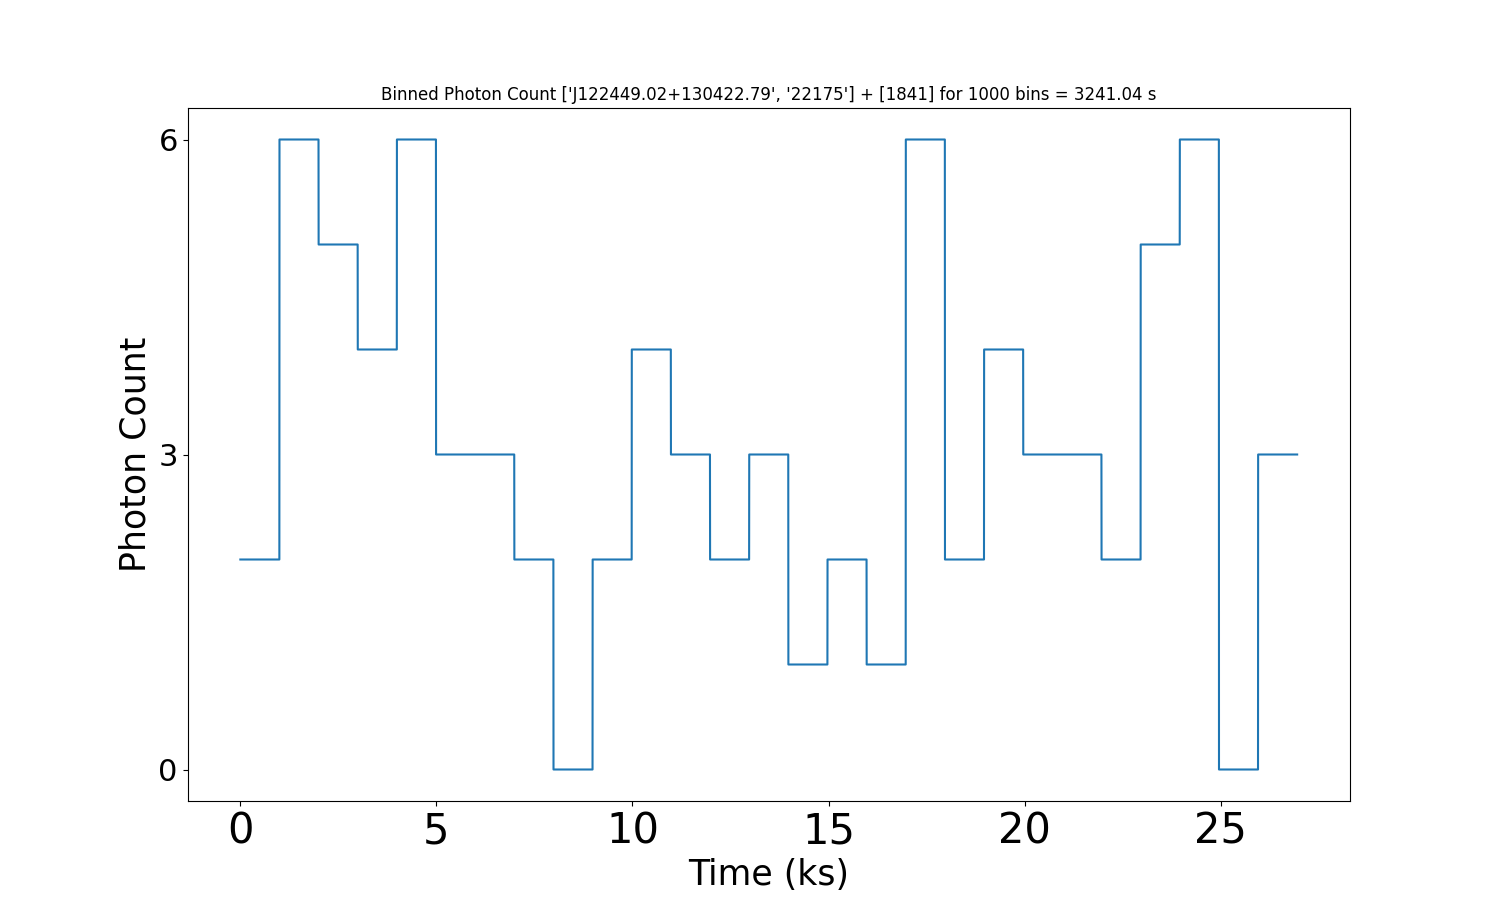 Binned Photon Count ['J122449.02+130422.79', '22175'] + [1841] for 1000 bins = 3241.04 s
6
3
0
Photon Count
0 5 10 15 20 25
Time (ks)